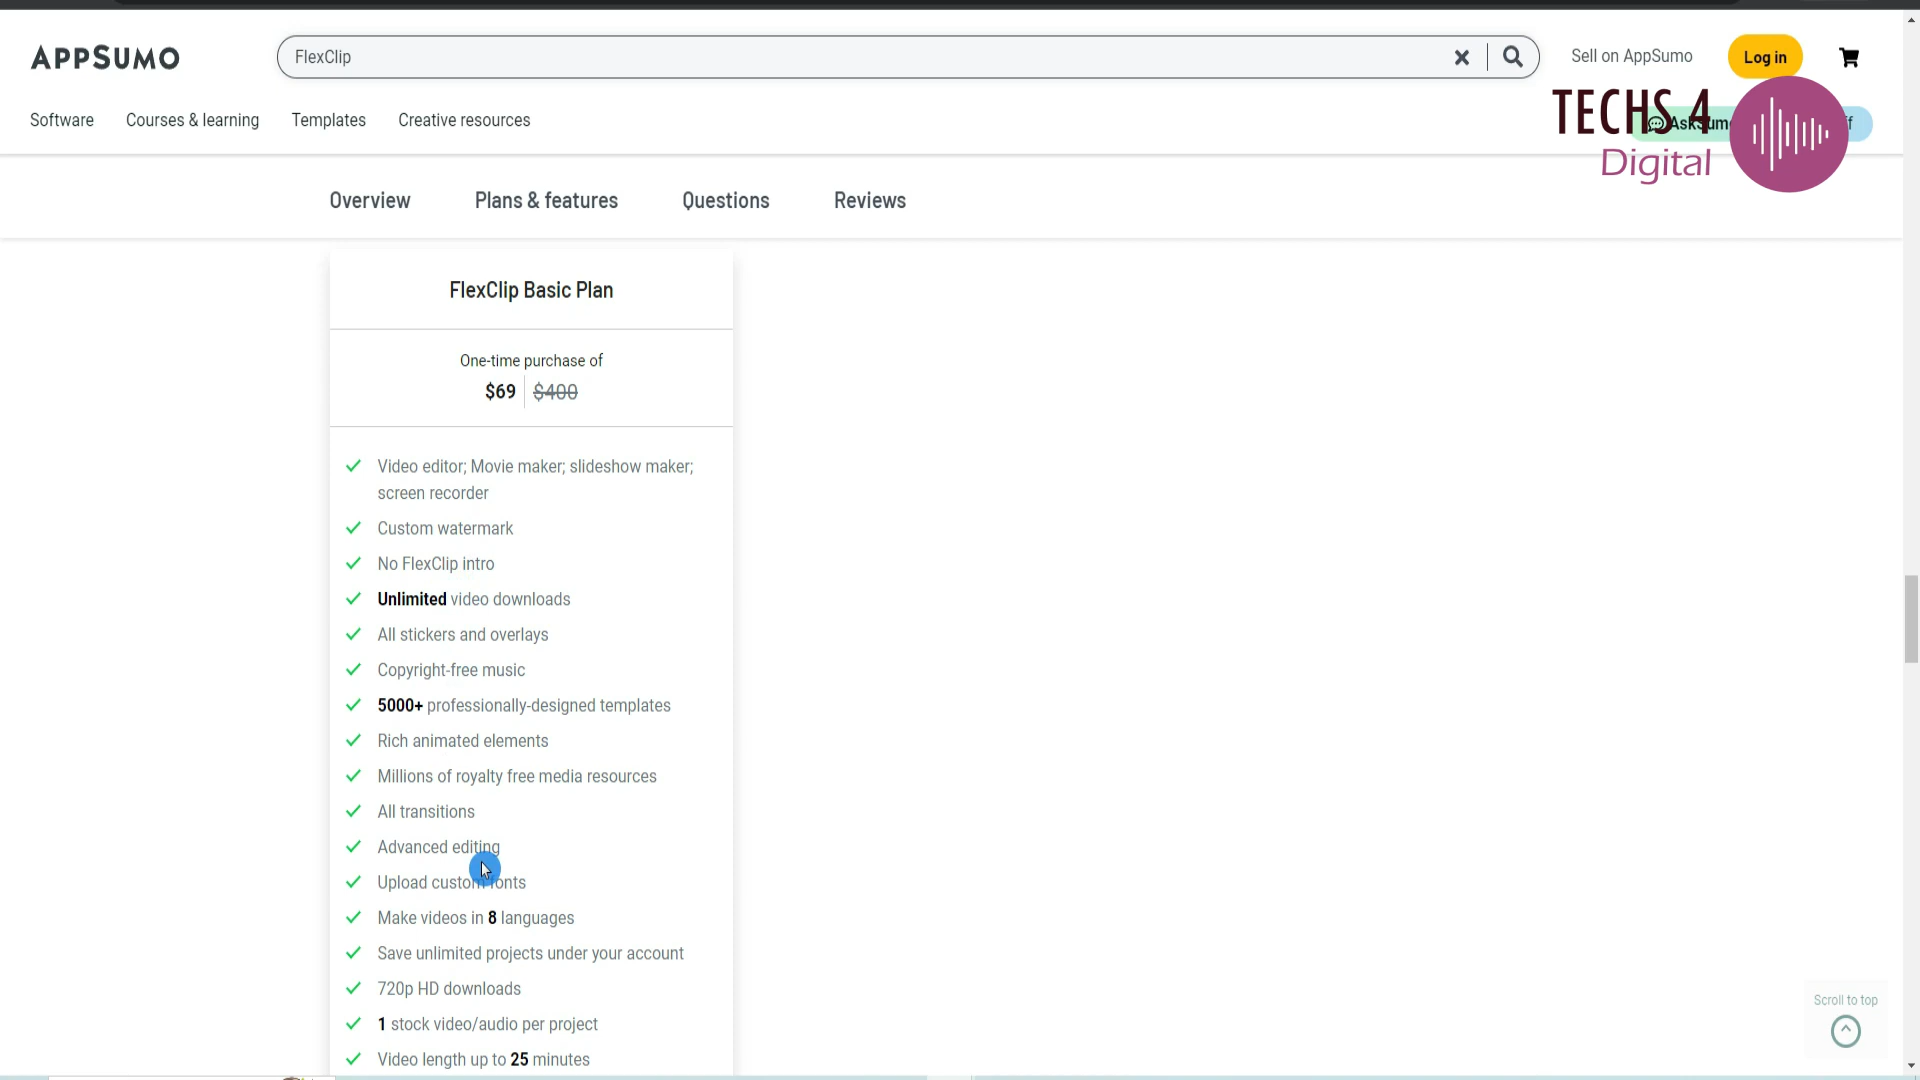 APPSUMO
FlexClip
Sell on AppSumo
Log in
Software
Courses & learning
Templates
Creative resources
TECHS 4
Digital
Overview
Plans & features
Questions
Reviews
FlexClip Basic Plan
One-time purchase of
$69 $400
Video editor; Movie maker; slideshow maker;
screen recorder
Custom watermark
No FlexClip intro
Unlimited video downloads
All stickers and overlays
Copyright-free music
5000+ professionally-designed templates
Rich animated elements
Millions of royalty free media resources
All transitions
Advanced editing
Upload custom fonts
Make videos in 8 languages
Save unlimited projects under your account
720p HD downloads
1 stock video/audio per project
Video length up to 25 minutes
Scroll to top